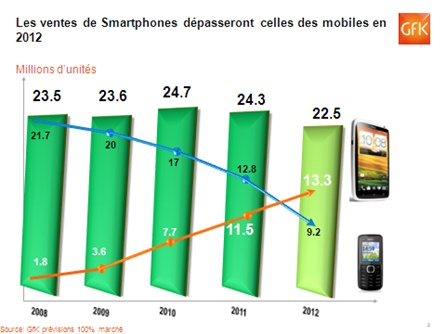 Les ventes de Smartphones dépasseront celles des mobiles en
2012
GfK
Millions d'unités
23.5 23.6 24.7 24.3 22.5
21.7 20 17 12.8 13.3
1.8 3.6 7.7 11.5 9.2
2008 2009 2010 2011 2012
Source: GfK prévisions 100% marché